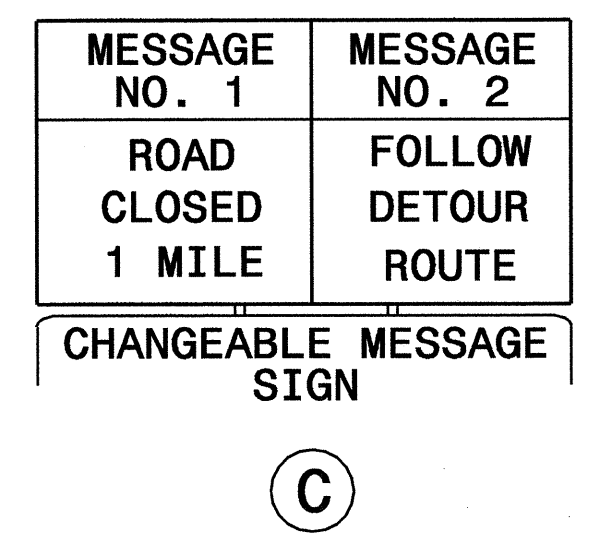 MESSAGE NO. 1
MESSAGE NO. 2
ROAD CLOSED 1 MILE
FOLLOW DETOUR ROUTE
CHANGEABLE MESSAGE
SIGN
C